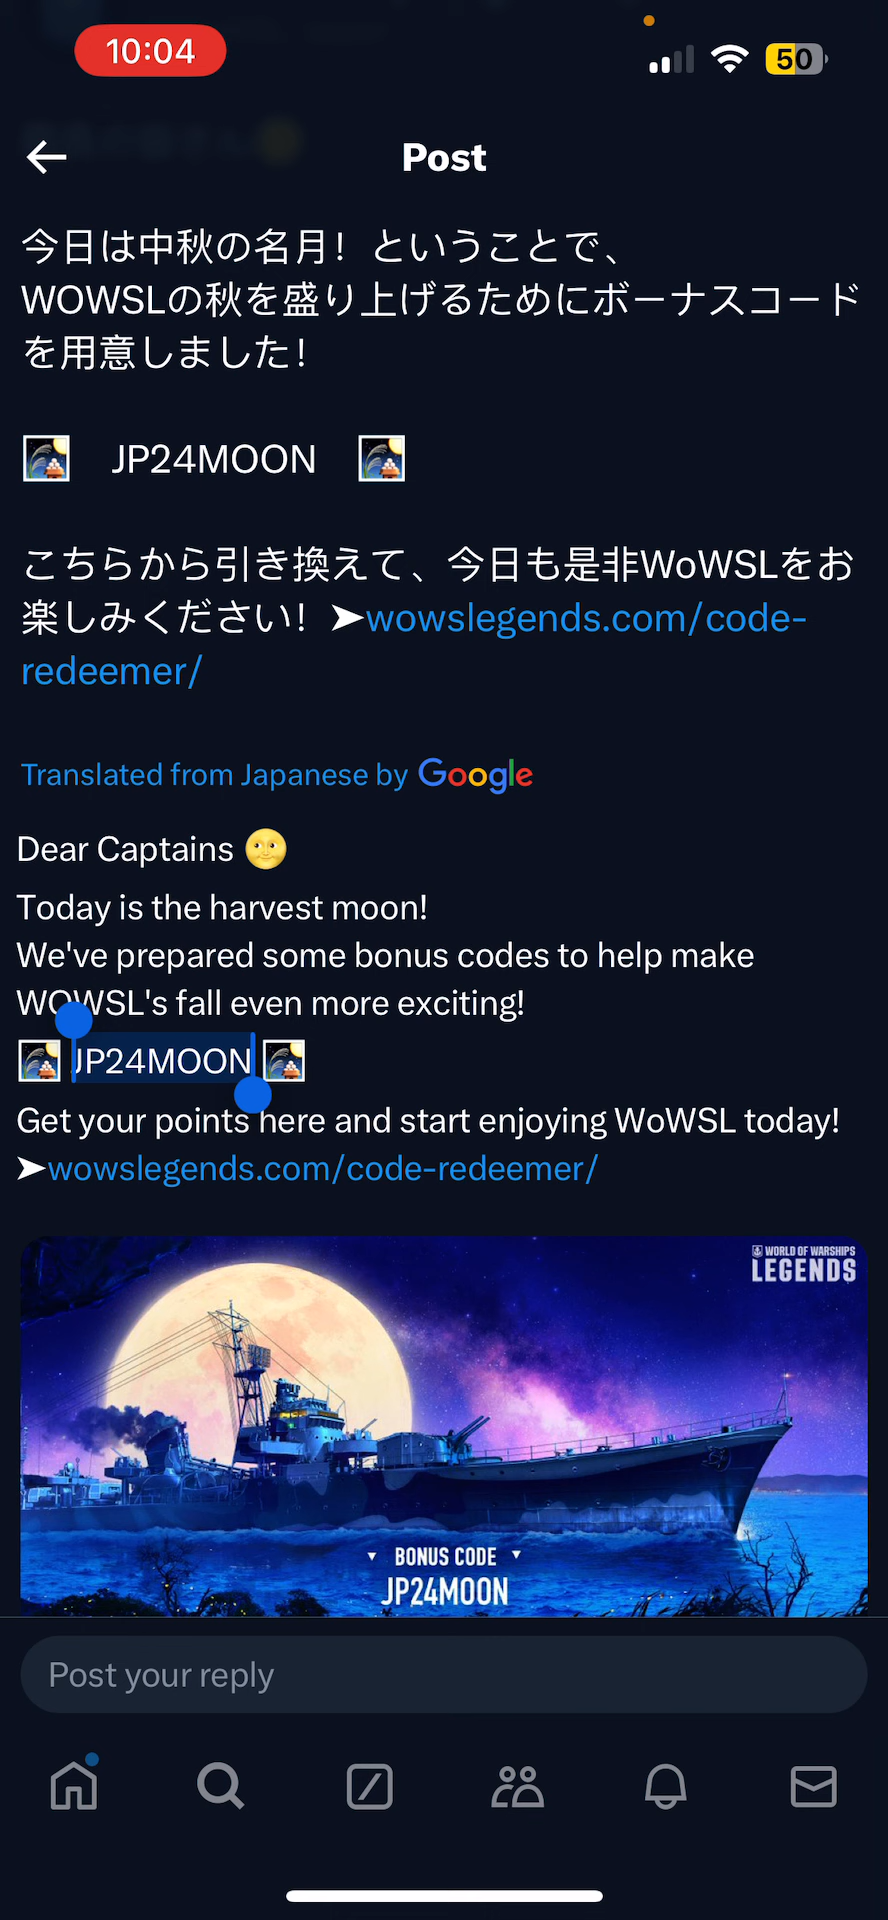 10:04
50
Post
今日は中秋の名月！ということで、
WOWSLの秋を盛り上げるためにボーナスコード
を用意しました！
🎑 JP24MOON 🎑
こちらから引き換えて、今日も是非WoWSLをお
楽しみください！➤wowslegends.com/code-
redeemer/
Translated from Japanese by Google
Dear Captains 🌝
Today is the harvest moon!
We've prepared some bonus codes to help make
WOWSL's fall even more exciting!
🎑 JP24MOON 🎑
Get your points here and start enjoying WoWSL today!
➤wowslegends.com/code-redeemer/
WORLD OF WARSHIPS
LEGENDS
BONUS CODE
JP24MOON
Post your reply